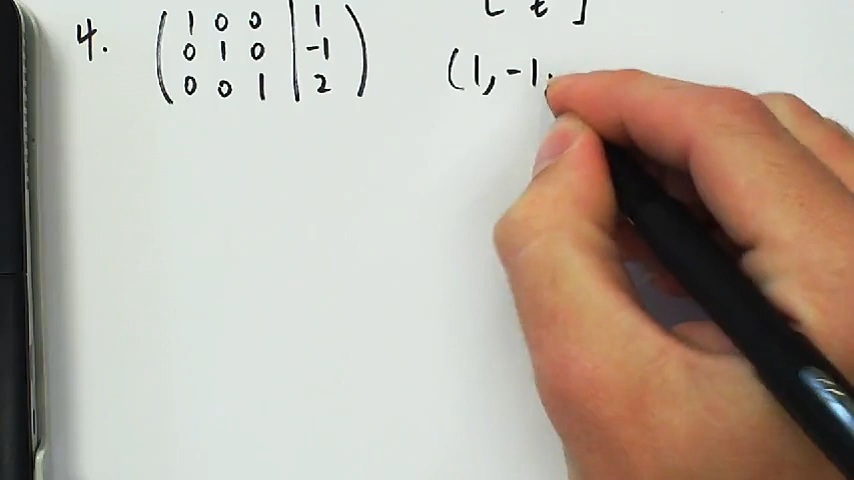 [ t ]
4. ( 1 0 0 | 1 )
( 0 1 0 | -1 )
( 0 0 1 | 2 )
(1, -1,